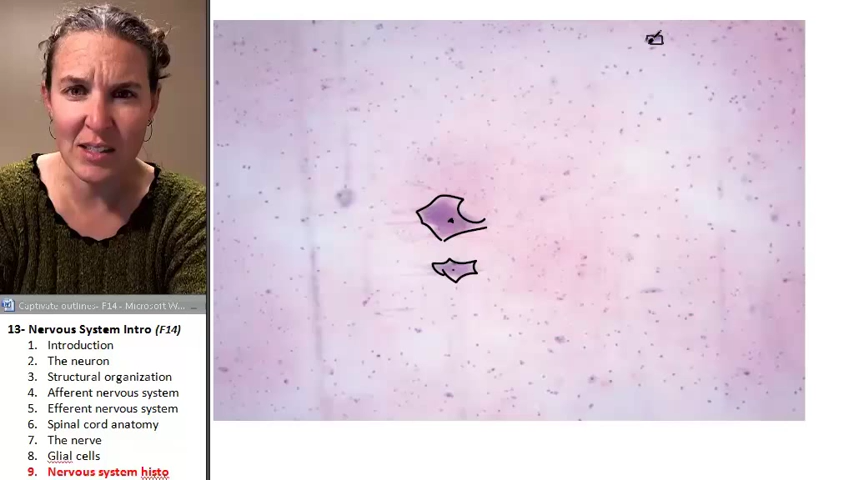 Captivate outlines- F14 - Microsoft W...
13- Nervous System Intro (F14)
1. Introduction
2. The neuron
3. Structural organization
4. Afferent nervous system
5. Efferent nervous system
6. Spinal cord anatomy
7. The nerve
8. Glial cells
9. Nervous system histo